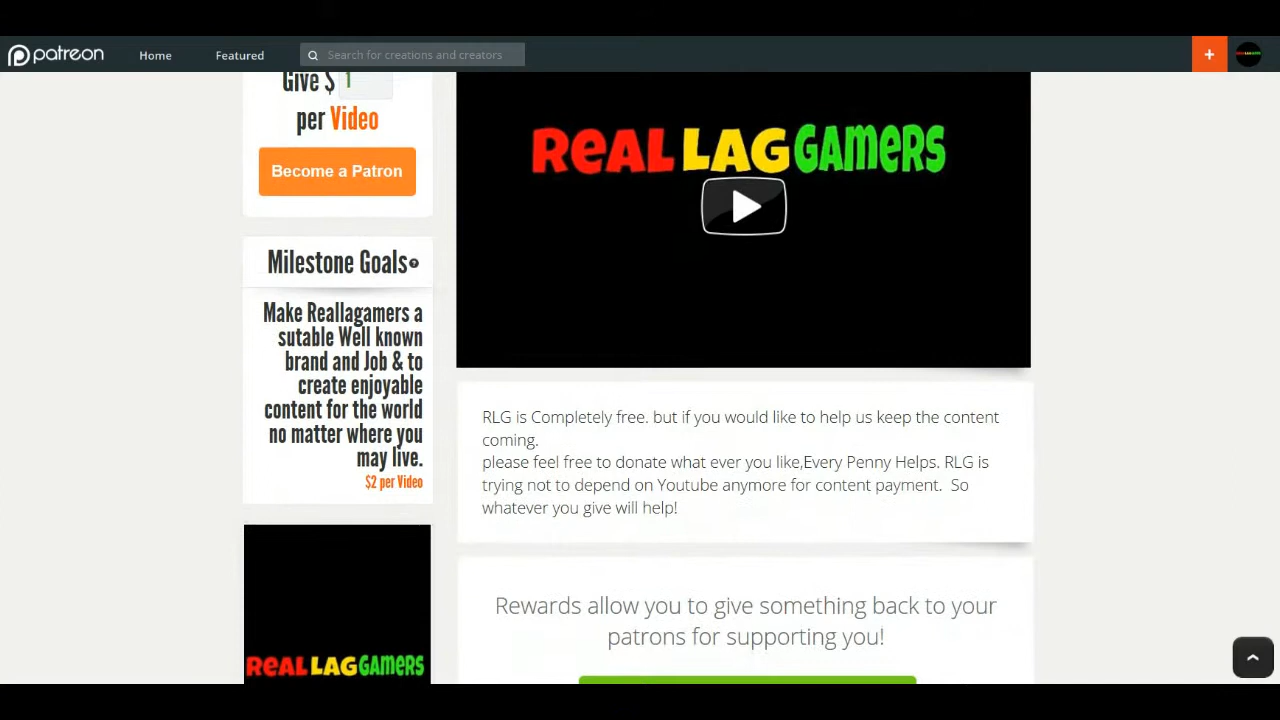 patreon
Home
Featured
Search for creations and creators
+
REAL LAG GAMERS
Give $ 1
per Video
Become a Patron
Milestone Goals
?
Make Reallagamers a
sutable Well known
brand and Job & to
create enjoyable
content for the world
no matter where you
may live.
$2 per Video
REAL LAG GAMERS
REAL LAG GAMERS
RLG is Completely free. but if you would like to help us keep the content
coming.
please feel free to donate what ever you like,Every Penny Helps. RLG is
trying not to depend on Youtube anymore for content payment.  So
whatever you give will help!
Rewards allow you to give something back to your
patrons for supporting you!